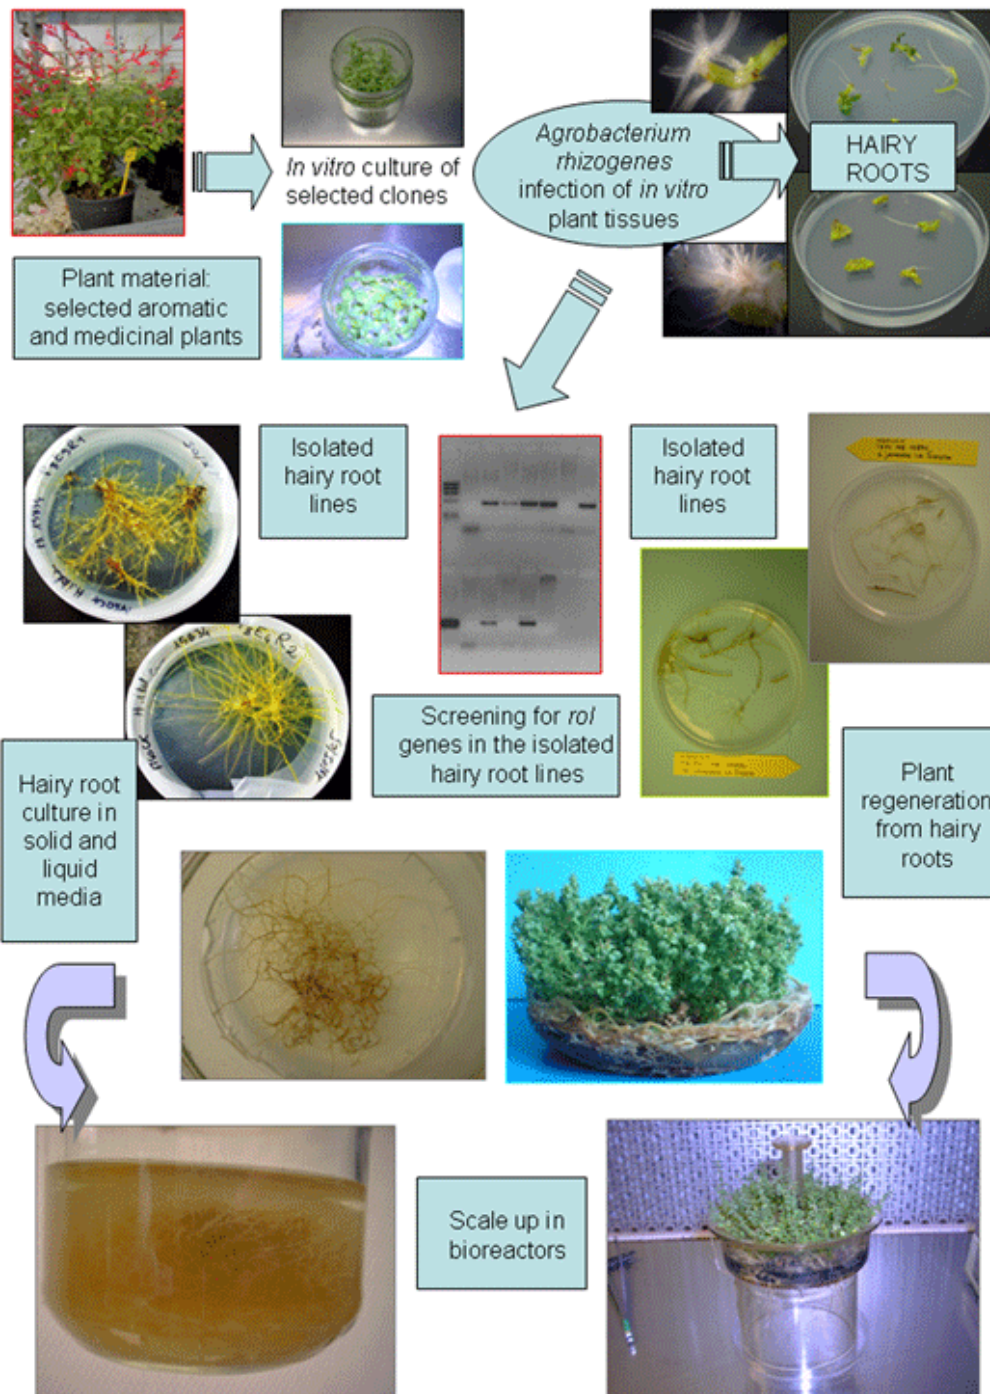 In vitro culture of
selected clones
Agrobacterium
rhizogenes
infection of in vitro
plant tissues
HAIRY
ROOTS
Plant material:
selected aromatic
and medicinal plants
Isolated
hairy root
lines
Isolated
hairy root
lines
Screening for rol
genes in the isolated
hairy root lines
Hairy root
culture in
solid and
liquid
media
Plant
regeneration
from hairy
roots
Scale up in
bioreactors